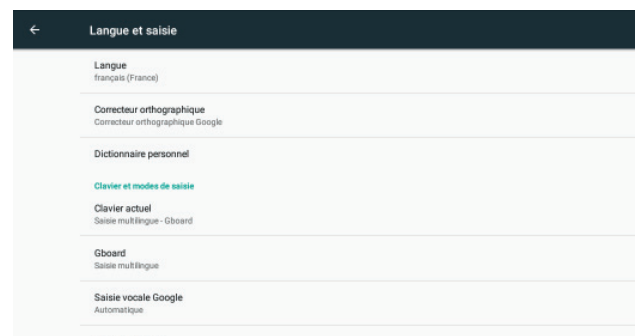 Langue et saisie
Langue
français (France)
Correcteur orthographique
Correcteur orthographique Google
Dictionnaire personnel
Clavier et modes de saisie
Clavier actuel
Saisie multilingue - Gboard
Gboard
Saisie multilingue
Saisie vocale Google
Automatique